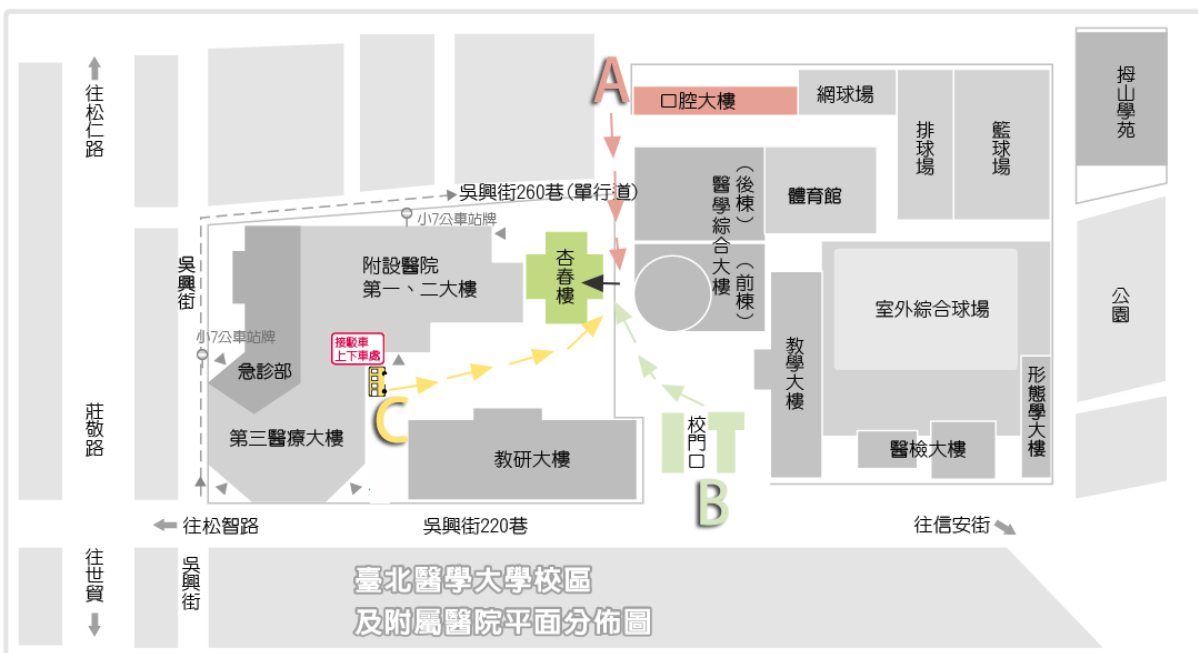 往松仁路
A
口腔大樓
網球場
排球場
籃球場
拇山學苑
吳興街260巷(單行道)
小7公車站牌
醫學綜合大樓
(後棟)
(前棟)
體育館
吳興街
附設醫院
第一、二大樓
杏春樓
室外綜合球場
公園
小7公車站牌
接駁車
上下車處
急診部
教學大樓
形態學大樓
莊敬路
C
第三醫療大樓
教研大樓
校門口
醫檢大樓
B
往松智路
吳興街220巷
往信安街
往世貿
吳興街
臺北醫學大學校區
及附屬醫院平面分佈圖